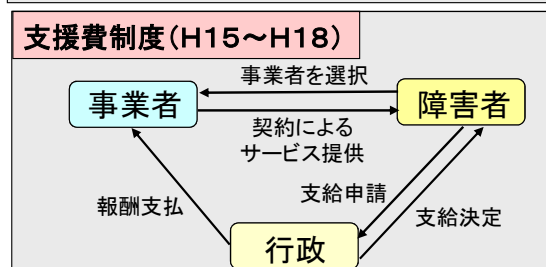 支援費制度(H15～H18)
事業者を選択
事業者
障害者
契約による
サービス提供
支給申請
報酬支払
支給決定
行政